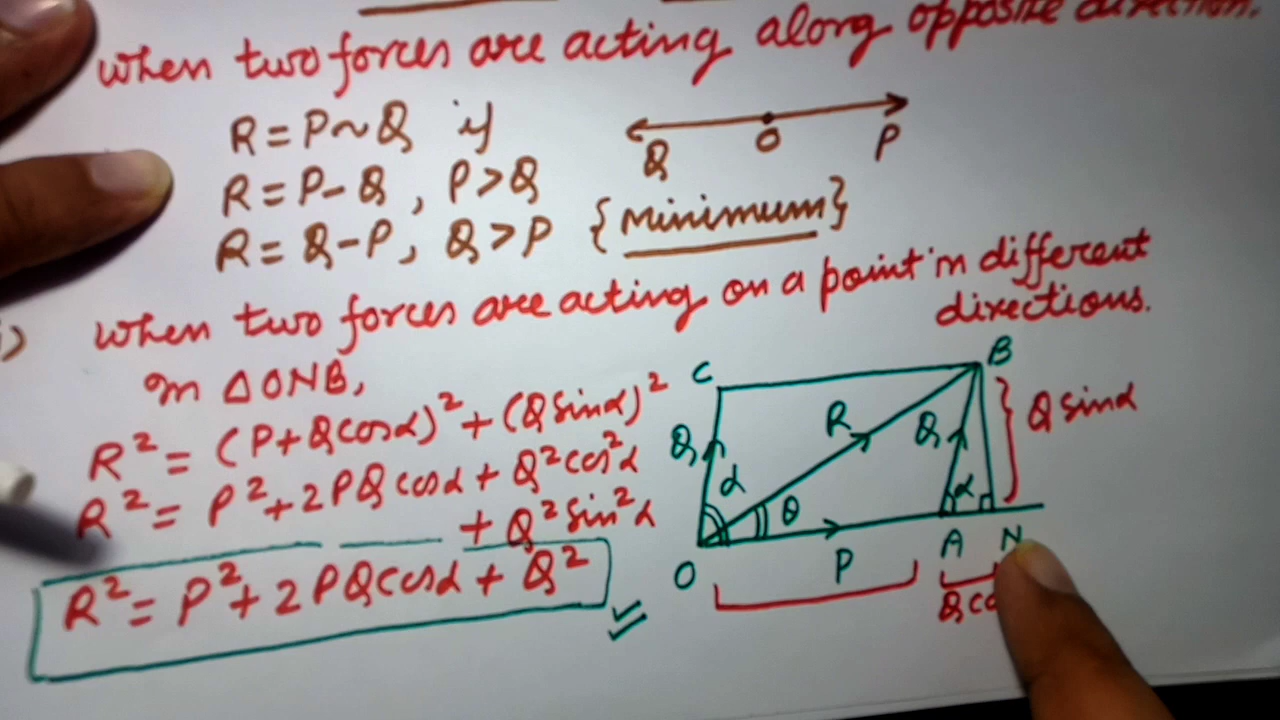 when two forces are acting along opposite direction.
R = P ~ Q if
R = P - Q , P > Q
R = Q - P , Q > P {Minimum}
Q O P
when two forces are acting on a point in different
directions.
In △ONB,
R² = (P + Q cosα)² + (Q sinα)²
R² = P² + 2PQ cosα + Q² cos²α
+ Q² sin²α
R² = P² + 2PQ cosα + Q²
C B
Q R Q Q sinα
α θ α
O P A N